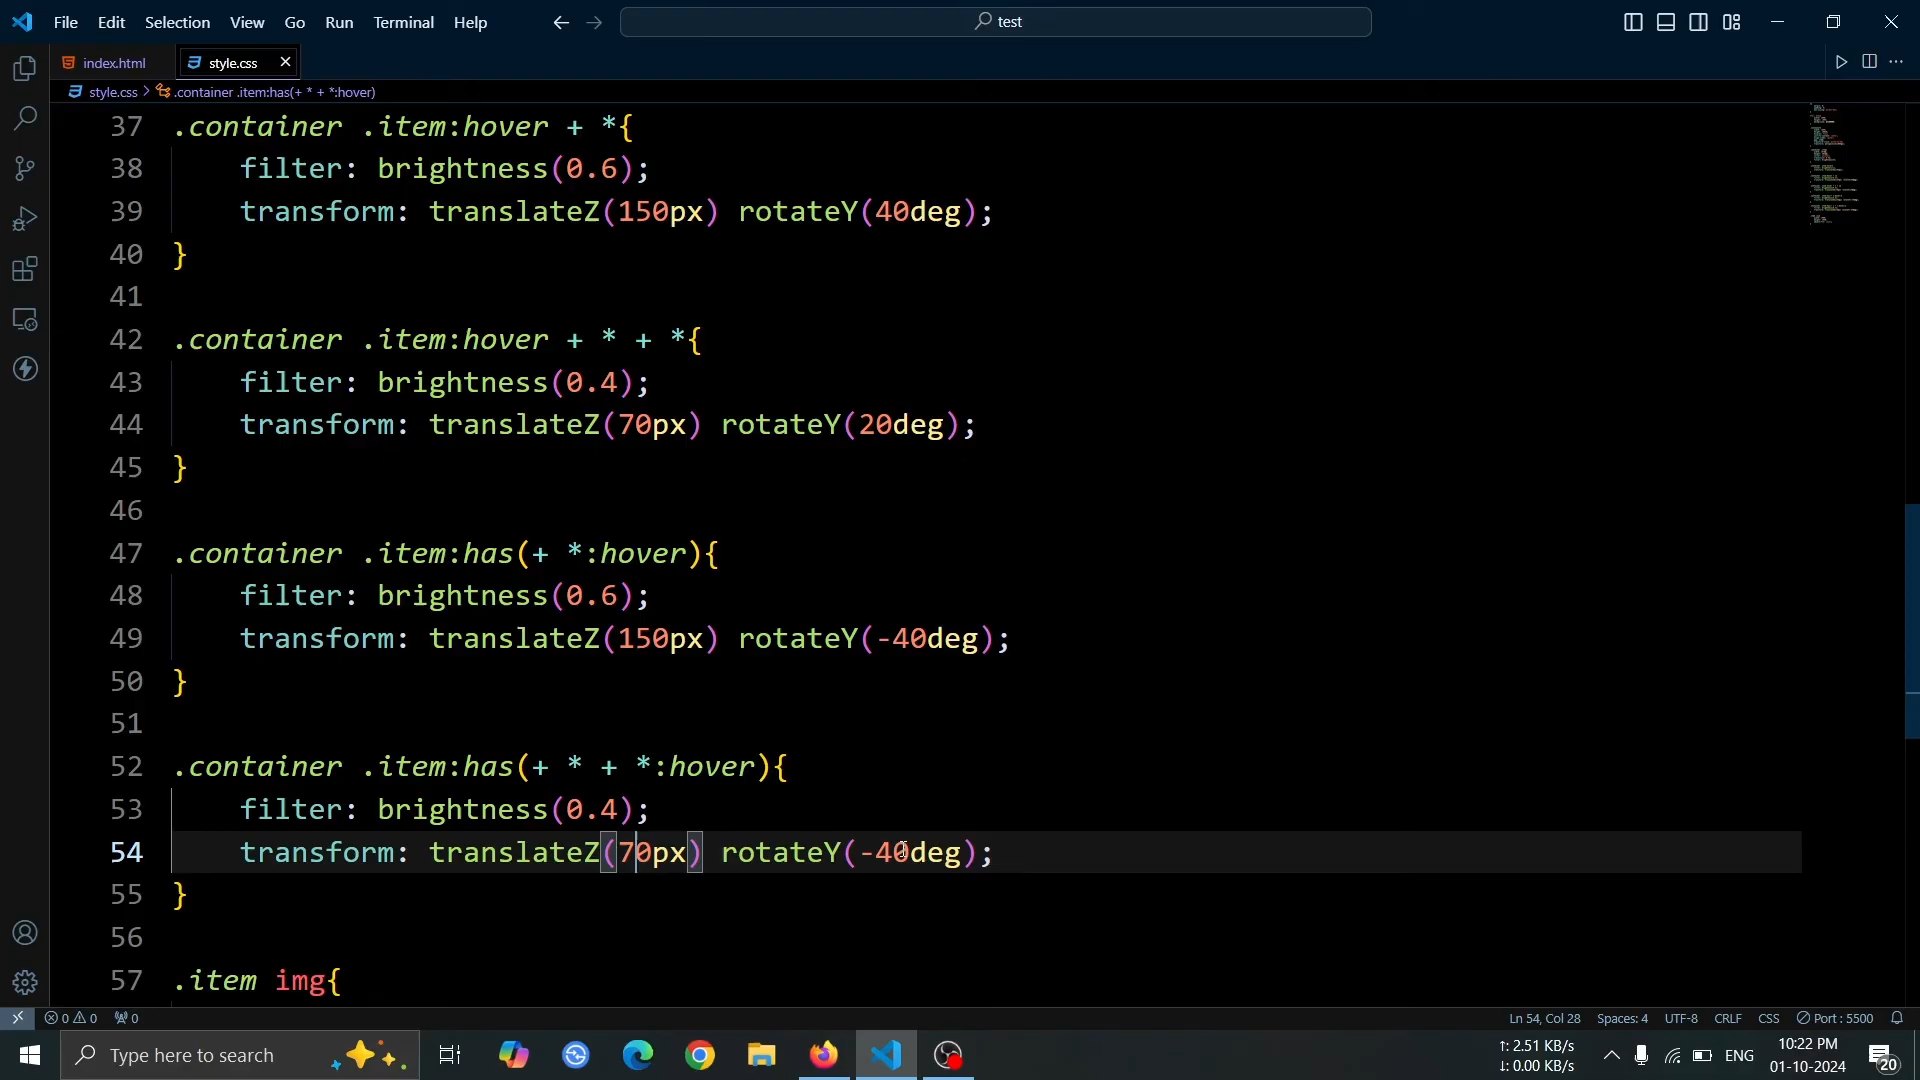 File Edit Selection View Go Run Terminal Help
test
index.html
style.css
style.css > .container .item:has(+ * + *:hover)
37 .container .item:hover + *{
38 filter: brightness(0.6);
39 transform: translateZ(150px) rotateY(40deg);
40 }
41
42 .container .item:hover + * + *{
43 filter: brightness(0.4);
44 transform: translateZ(70px) rotateY(20deg);
45 }
46
47 .container .item:has(+ *:hover){
48 filter: brightness(0.6);
49 transform: translateZ(150px) rotateY(-40deg);
50 }
51
52 .container .item:has(+ * + *:hover){
53 filter: brightness(0.4);
54 transform: translateZ(70px) rotateY(-40deg);
55 }
56
57 .item img{
0 0 0 Ln 54, Col 28 Spaces: 4 UTF-8 CRLF CSS Port : 5500
Type here to search
↑: 2.51 KB/s
↓: 0.00 KB/s
ENG
10:22 PM
01-10-2024
20